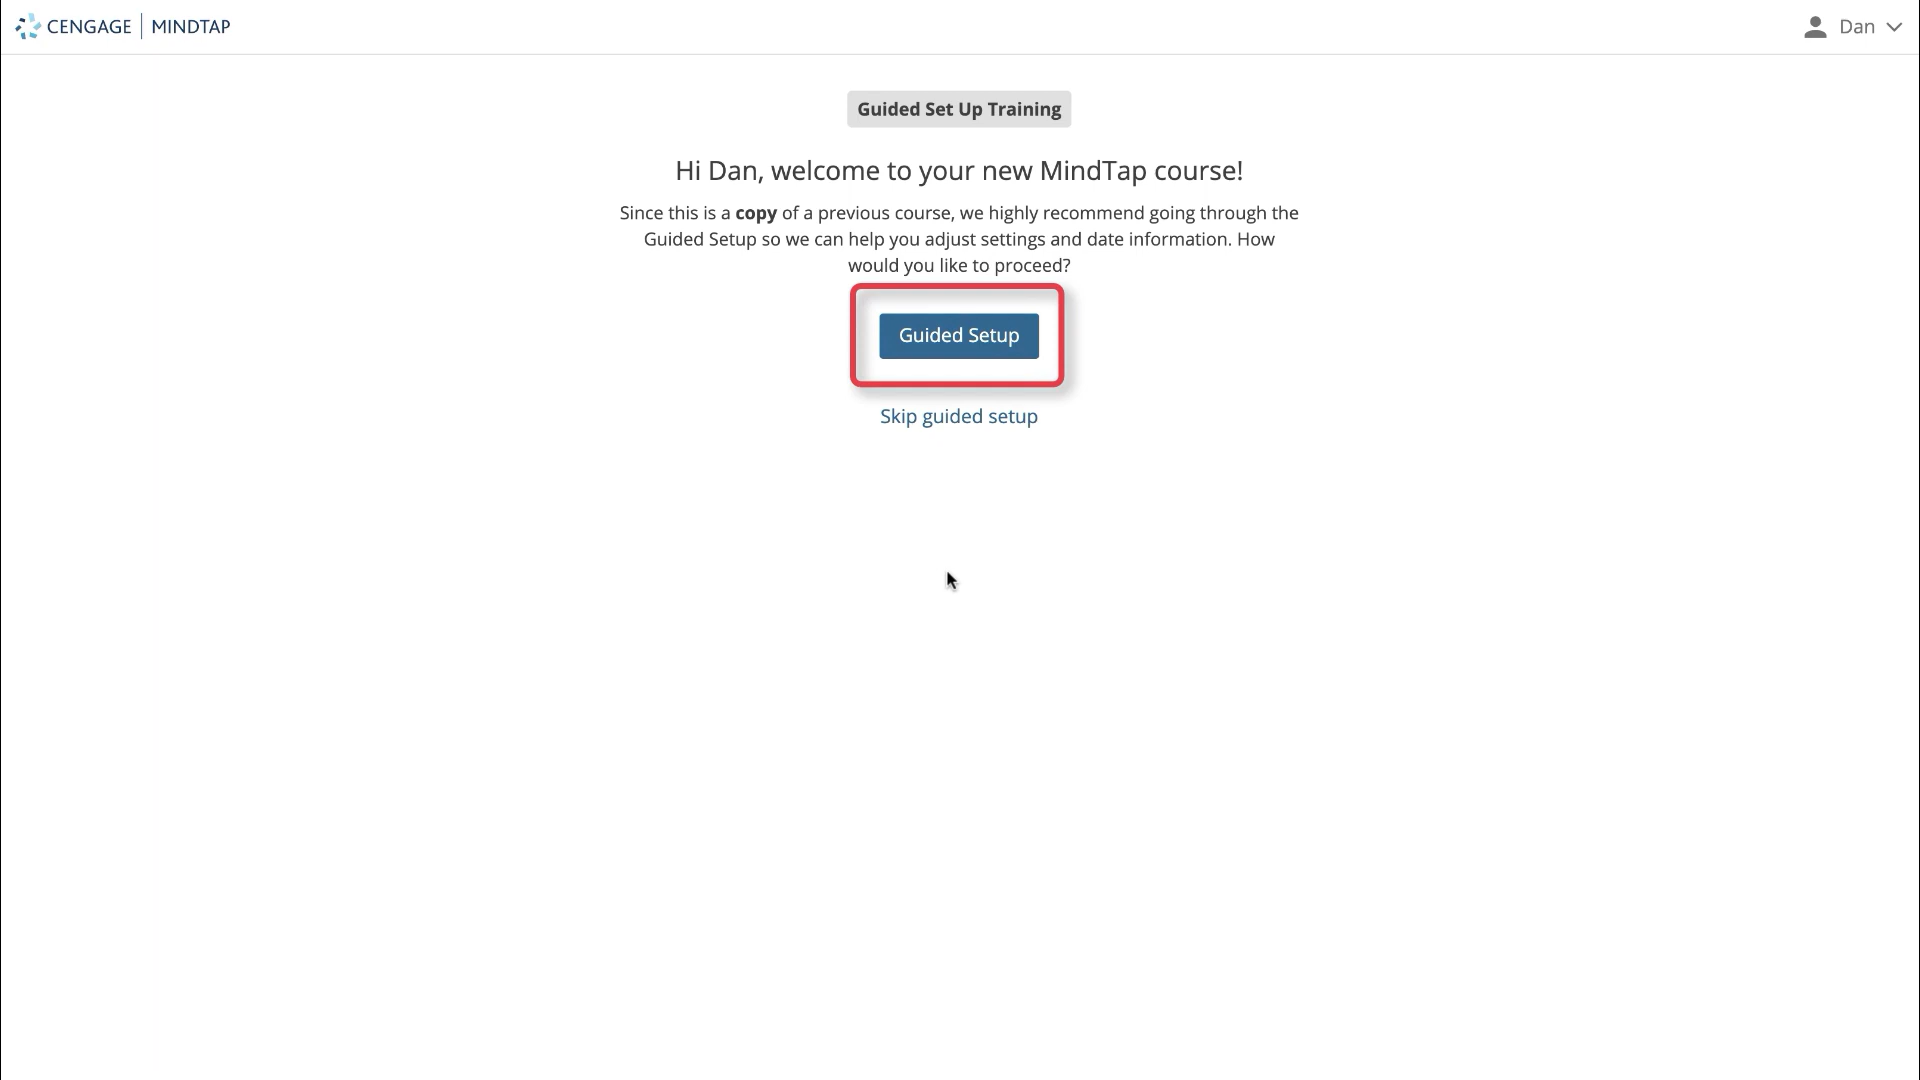 CENGAGE | MINDTAP
Dan
Guided Set Up Training
Hi Dan, welcome to your new MindTap course!
Since this is a copy of a previous course, we highly recommend going through the
Guided Setup so we can help you adjust settings and date information. How
would you like to proceed?
Guided Setup
Skip guided setup